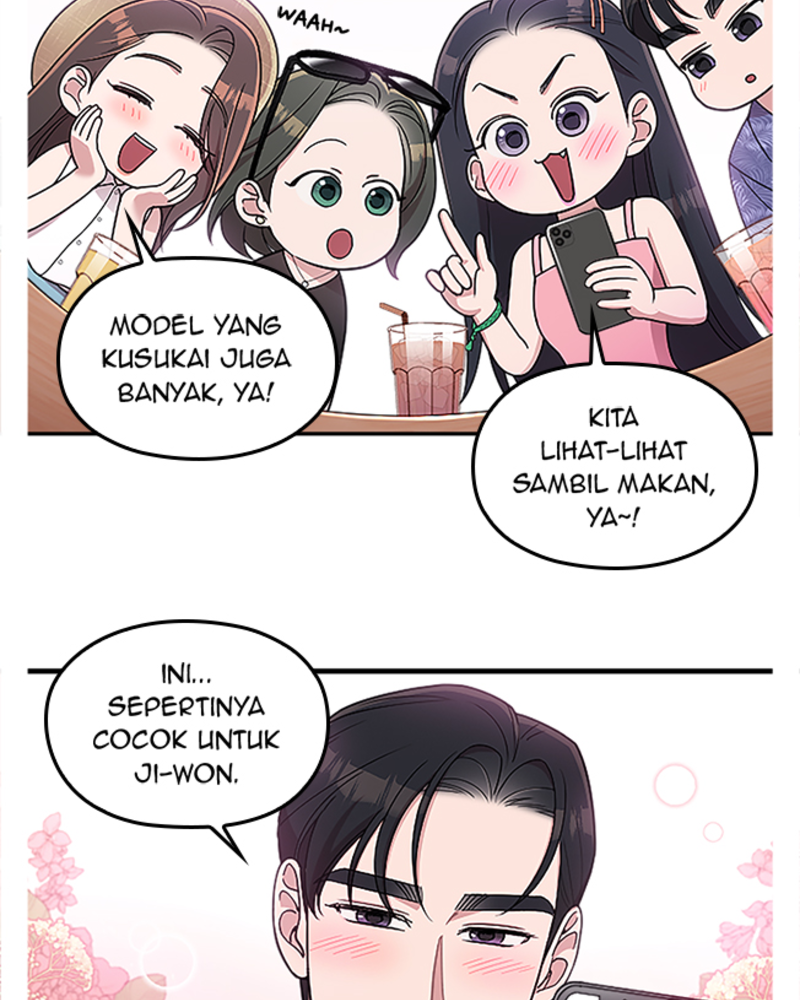 WAAH~
MODEL YANG
KUSUKAI JUGA
BANYAK, YA!
KITA
LIHAT-LIHAT
SAMBIL MAKAN,
YA~!
INI...
SEPERTINYA
COCOK UNTUK
JI-WON.